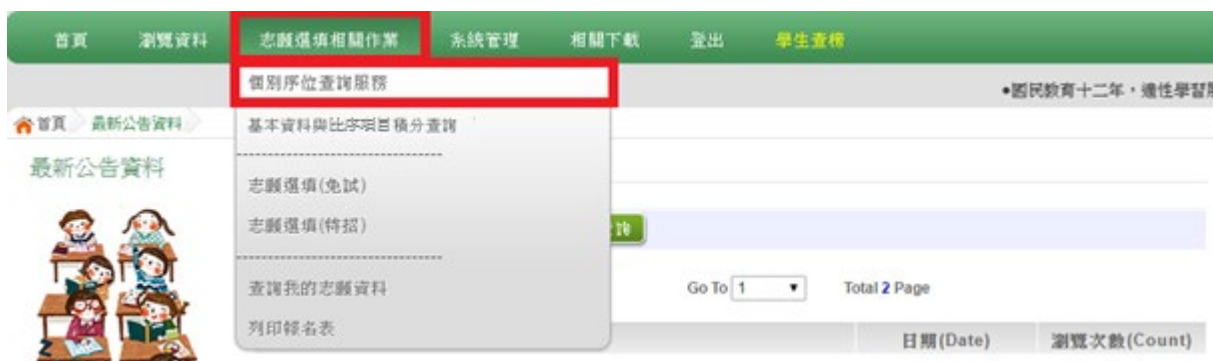 首頁 瀏覽資料 志願選填相關作業 系統管理 相關下載 登出 學生查榜
個別序位查詢服務
•國民教育十二年，適性學習
首頁 最新公告資料
基本資料與比序項目積分查詢
最新公告資料
志願選填(免試)
志願選填(特招)
詢
查詢我的志願資料
Go To 1 Total 2 Page
列印報名表
日期(Date) 瀏覽次數(Count)